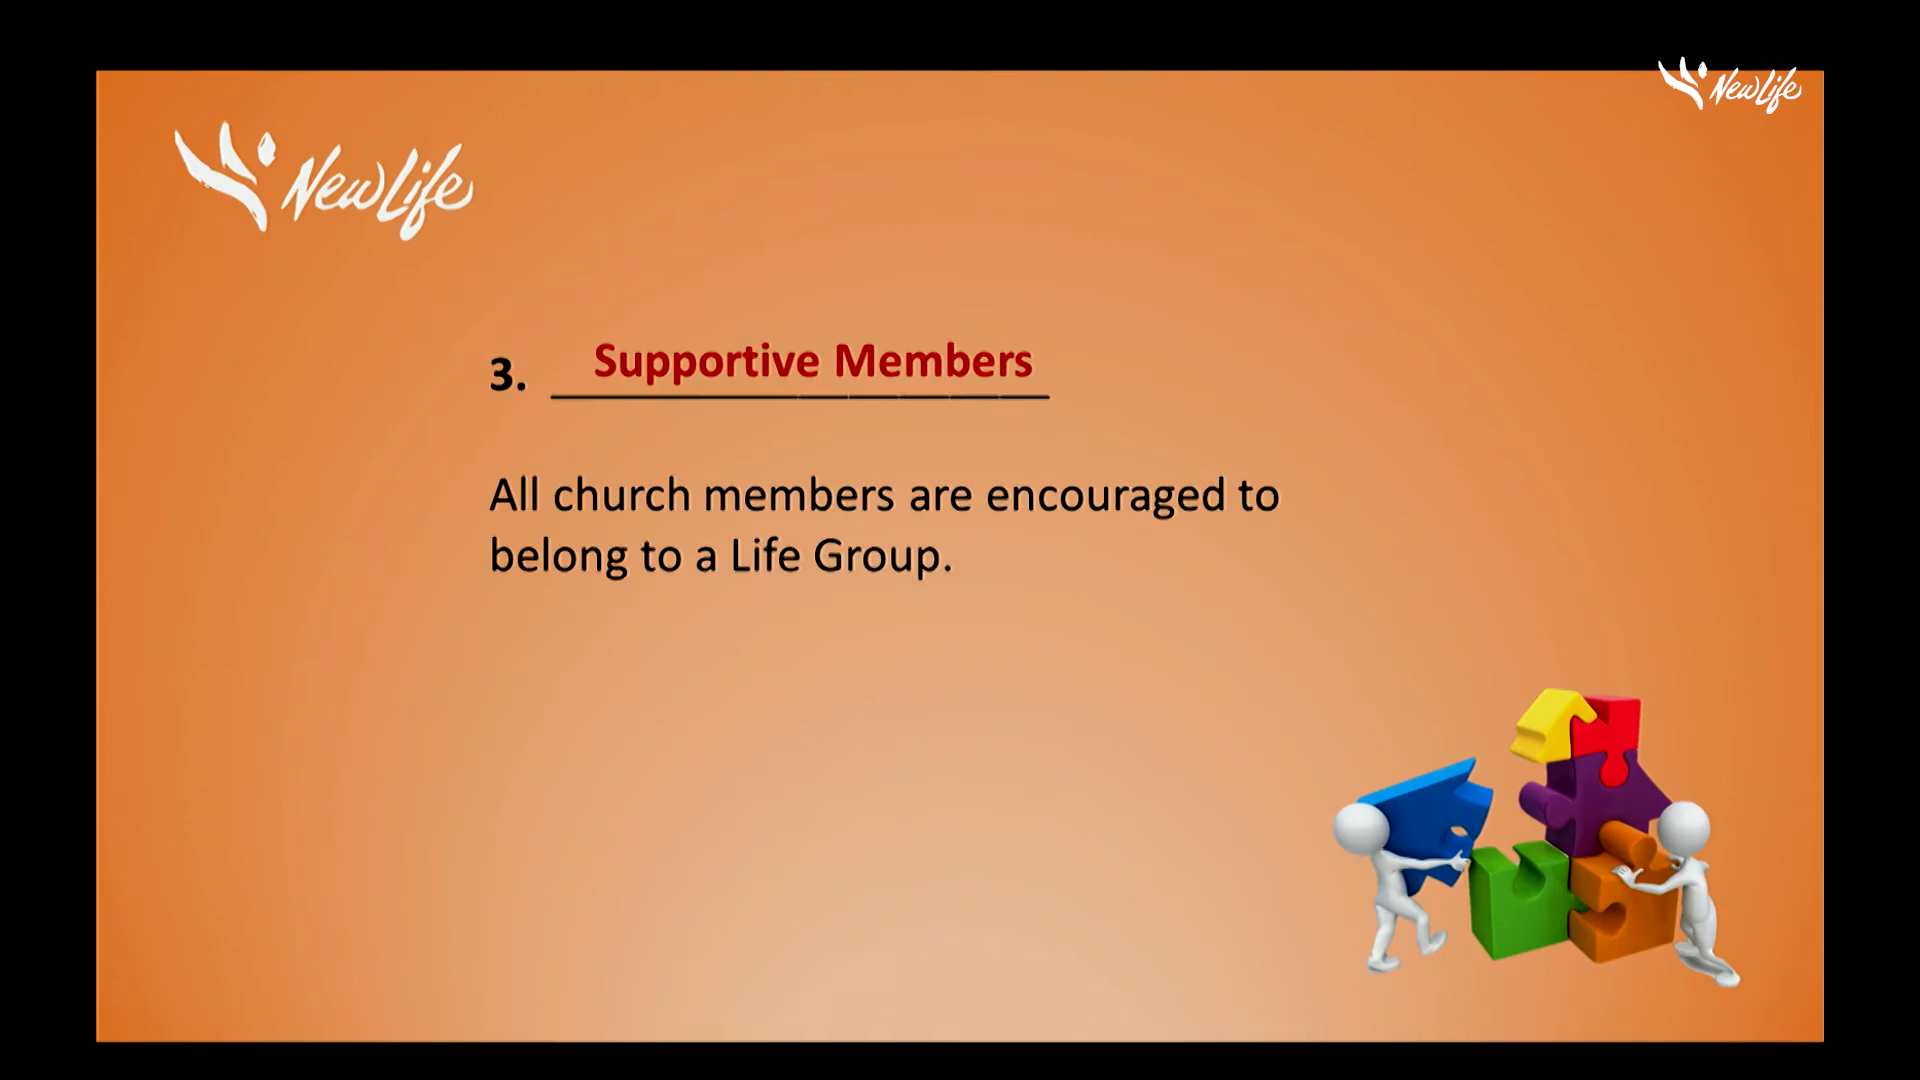 NewLife
NewLife
3. Supportive Members
All church members are encouraged to
belong to a Life Group.